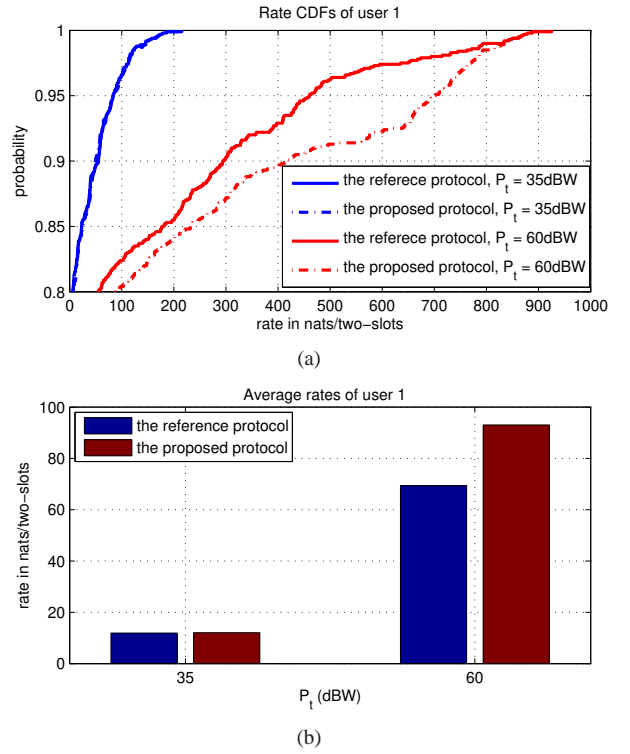 Rate CDFs of user 1
1
0.95
0.9
0.85
0.8
probability
0 100 200 300 400 500 600 700 800 900 1000
rate in nats/two-slots
the referece protocol, P_t = 35dBW
the proposed protocol, P_t = 35dBW
the referece protocol, P_t = 60dBW
the proposed protocol, P_t = 60dBW
(a)
Average rates of user 1
100
80
60
40
20
0
rate in nats/two-slots
the reference protocol
the proposed protocol
35 60
P_t (dBW)
(b)